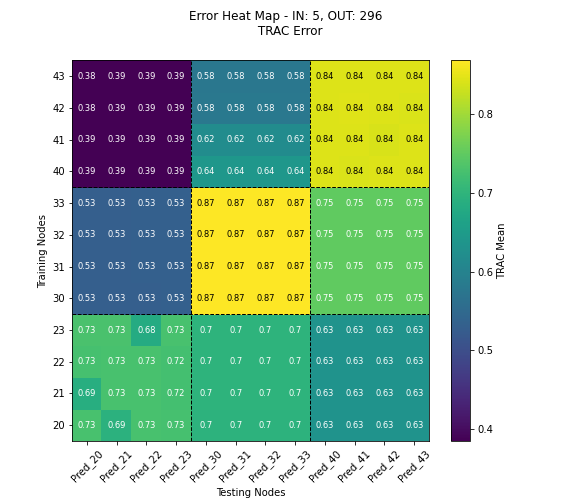 Error Heat Map - IN: 5, OUT: 296
TRAC Error
43 0.38 0.39 0.39 0.39 0.58 0.58 0.58 0.58 0.84 0.84 0.84 0.84
42 0.38 0.39 0.39 0.39 0.58 0.58 0.58 0.58 0.84 0.84 0.84 0.84
41 0.39 0.39 0.39 0.39 0.62 0.62 0.62 0.62 0.84 0.84 0.84 0.84
40 0.39 0.39 0.39 0.39 0.64 0.64 0.64 0.64 0.84 0.84 0.84 0.84
33 0.53 0.53 0.53 0.53 0.87 0.87 0.87 0.87 0.75 0.75 0.75 0.75
32 0.53 0.53 0.53 0.53 0.87 0.87 0.87 0.87 0.75 0.75 0.75 0.75
31 0.53 0.53 0.53 0.53 0.87 0.87 0.87 0.87 0.75 0.75 0.75 0.75
30 0.53 0.53 0.53 0.53 0.87 0.87 0.87 0.87 0.75 0.75 0.75 0.75
23 0.73 0.73 0.68 0.73 0.7 0.7 0.7 0.7 0.63 0.63 0.63 0.63
22 0.73 0.73 0.73 0.72 0.7 0.7 0.7 0.7 0.63 0.63 0.63 0.63
21 0.69 0.73 0.73 0.72 0.7 0.7 0.7 0.7 0.63 0.63 0.63 0.63
20 0.73 0.69 0.73 0.73 0.7 0.7 0.7 0.7 0.63 0.63 0.63 0.63
Pred_20 Pred_21 Pred_22 Pred_23 Pred_30 Pred_31 Pred_32 Pred_33 Pred_40 Pred_41 Pred_42 Pred_43
Testing Nodes
Training Nodes
0.8
0.7
0.6
0.5
0.4
TRAC Mean